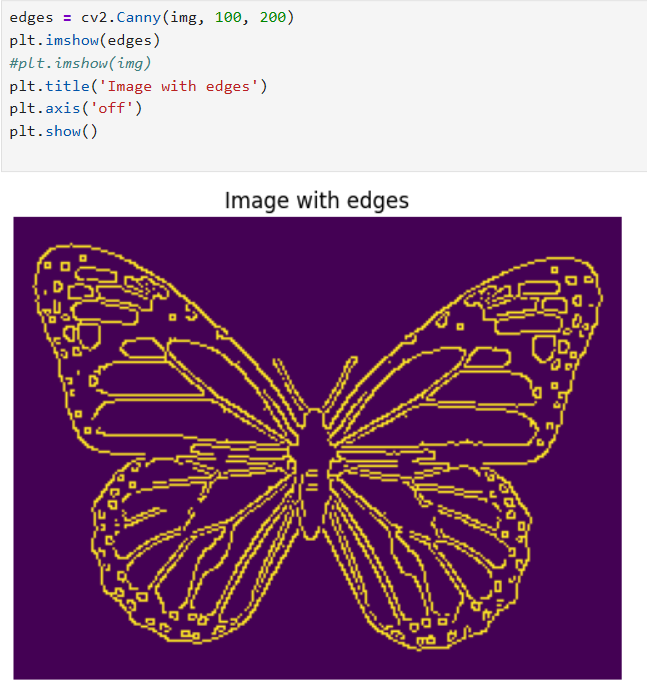 edges = cv2.Canny(img, 100, 200)
plt.imshow(edges)
#plt.imshow(img)
plt.title('Image with edges')
plt.axis('off')
plt.show()
Image with edges